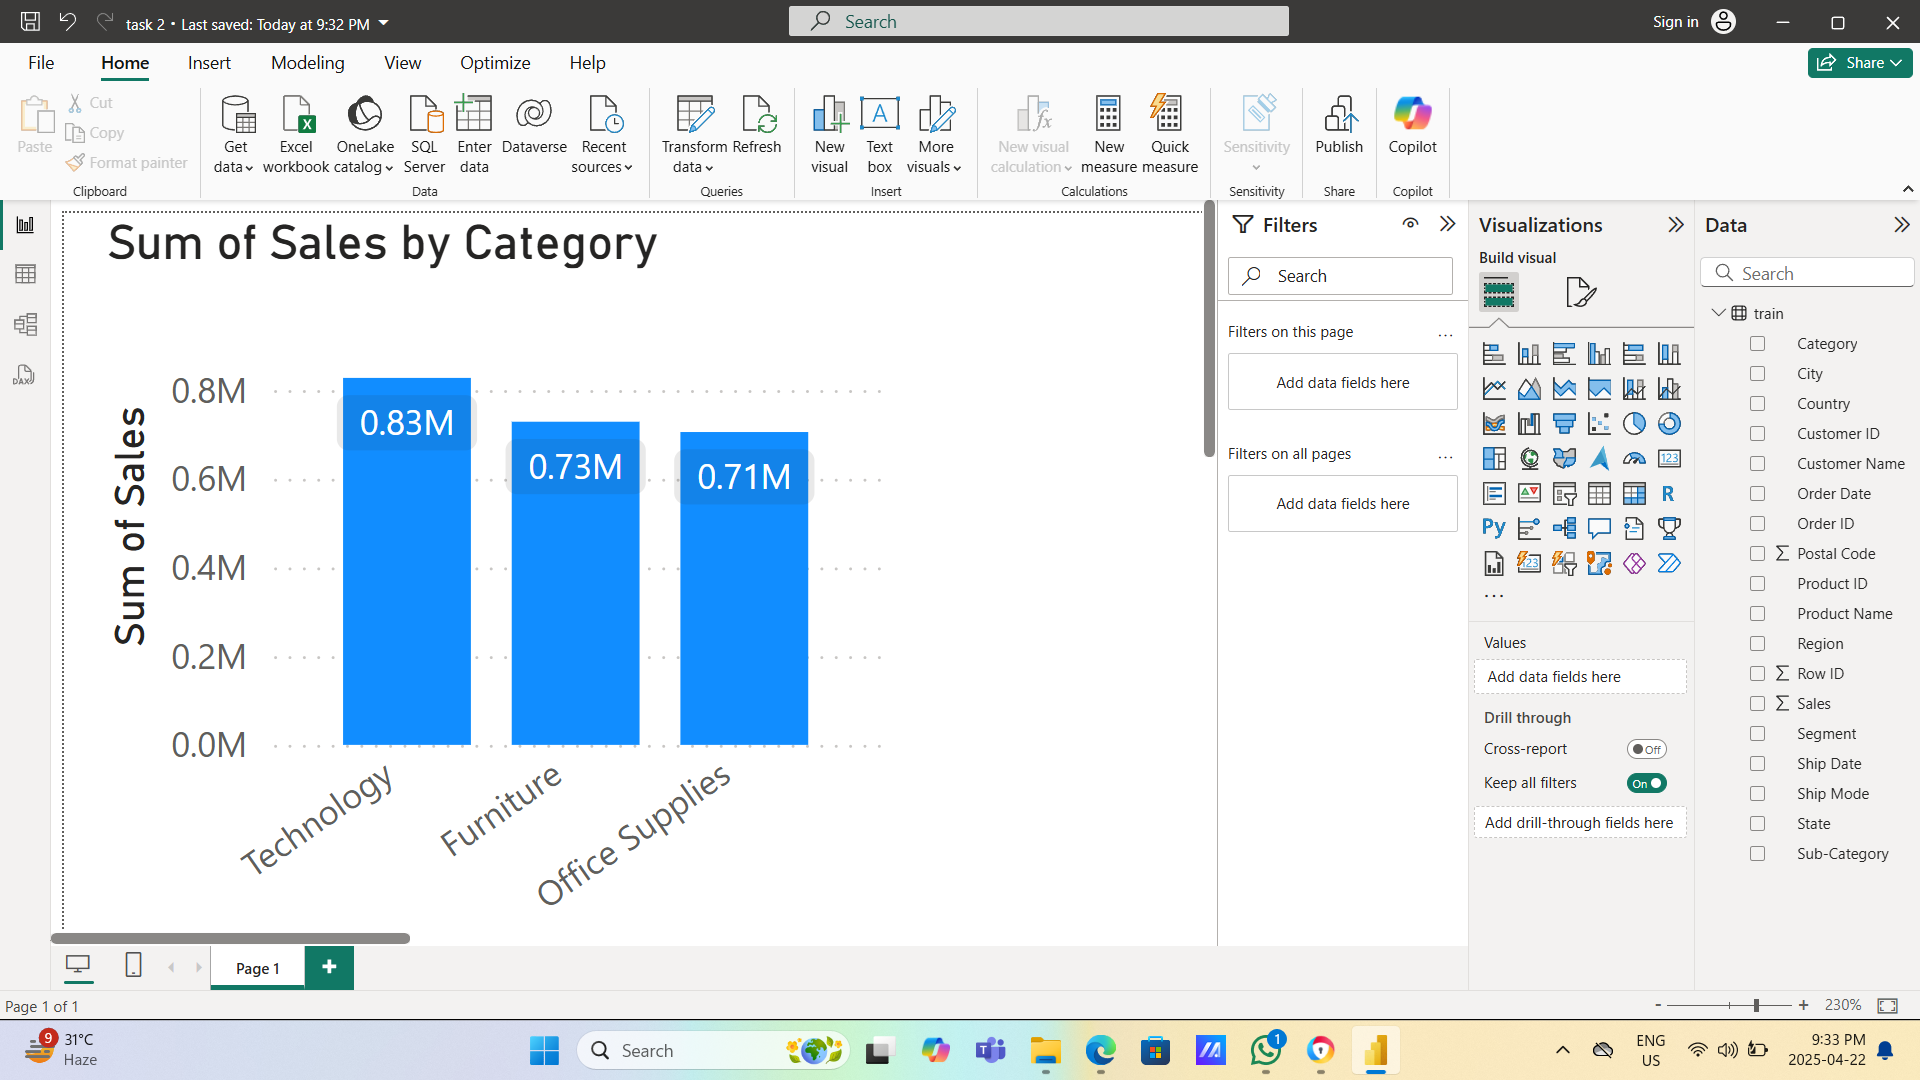 task 2 • Last saved: Today at 9:32 PM
Search
Sign in
File
Home
Insert
Modeling
View
Optimize
Help
Share
Paste
Cut
Copy
Format painter
Clipboard
Get data
Excel workbook
OneLake catalog
SQL Server
Enter data
Dataverse
Recent sources
Data
Transform data
Refresh
Queries
New visual
Text box
More visuals
Insert
New visual calculation
New measure
Quick measure
Calculations
Sensitivity
Sensitivity
Publish
Share
Copilot
Copilot
Sum of Sales by Category
Sum of Sales
0.8M
0.6M
0.4M
0.2M
0.0M
0.83M
0.73M
0.71M
Technology
Furniture
Office Supplies
Filters
Search
Filters on this page
...
Add data fields here
Filters on all pages
...
Add data fields here
Visualizations
Build visual
123
R
Py
123
...
Values
Add data fields here
Drill through
Cross-report
Off
Keep all filters
On
Add drill-through fields here
Data
Search
train
Category
City
Country
Customer ID
Customer Name
Order Date
Order ID
∑ Postal Code
Product ID
Product Name
Region
∑ Row ID
∑ Sales
Segment
Ship Date
Ship Mode
State
Sub-Category
DAX
Page 1
+
Page 1 of 1
- + 230%
9
31°C
Haze
Search
1
ENG
US
9:33 PM
2025-04-22